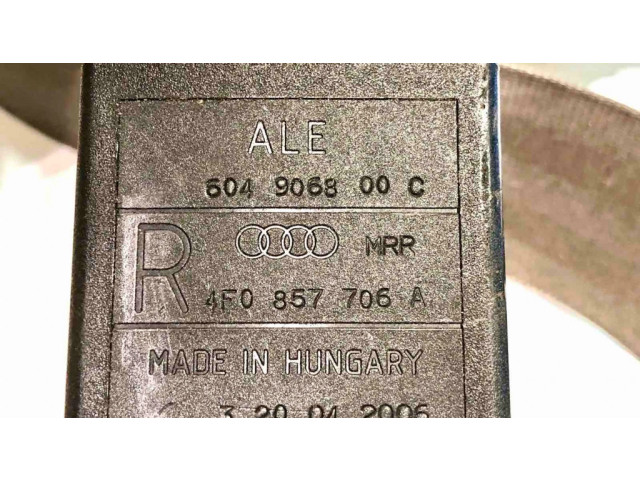 ALE
604 9068 00 C
R MRR
4F0 857 706 A
MADE IN HUNGARY
3 20 04 2006